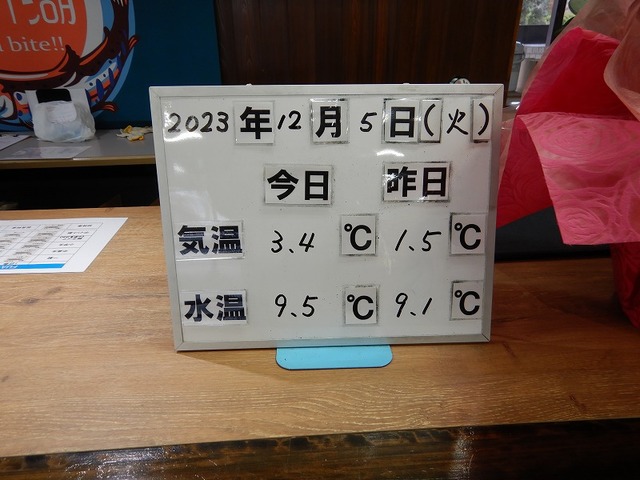 bite!!
2023年12月5日(火)
今日 昨日
気温 3.4 ℃ 1.5 ℃
水温 9.5 ℃ 9.1 ℃